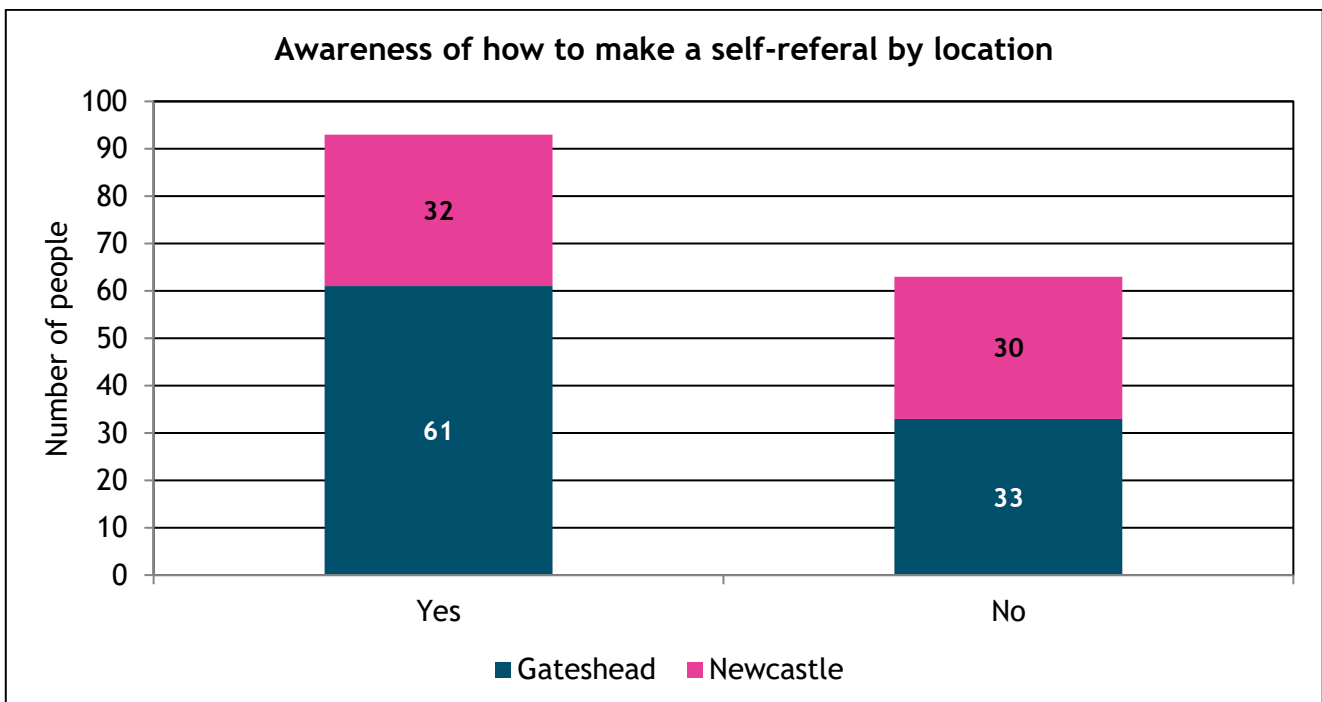 Awareness of how to make a self-referal by location
100
90
80
70
60
50
40
30
20
10
0
Number of people
32
61
30
33
Yes
No
Gateshead
Newcastle